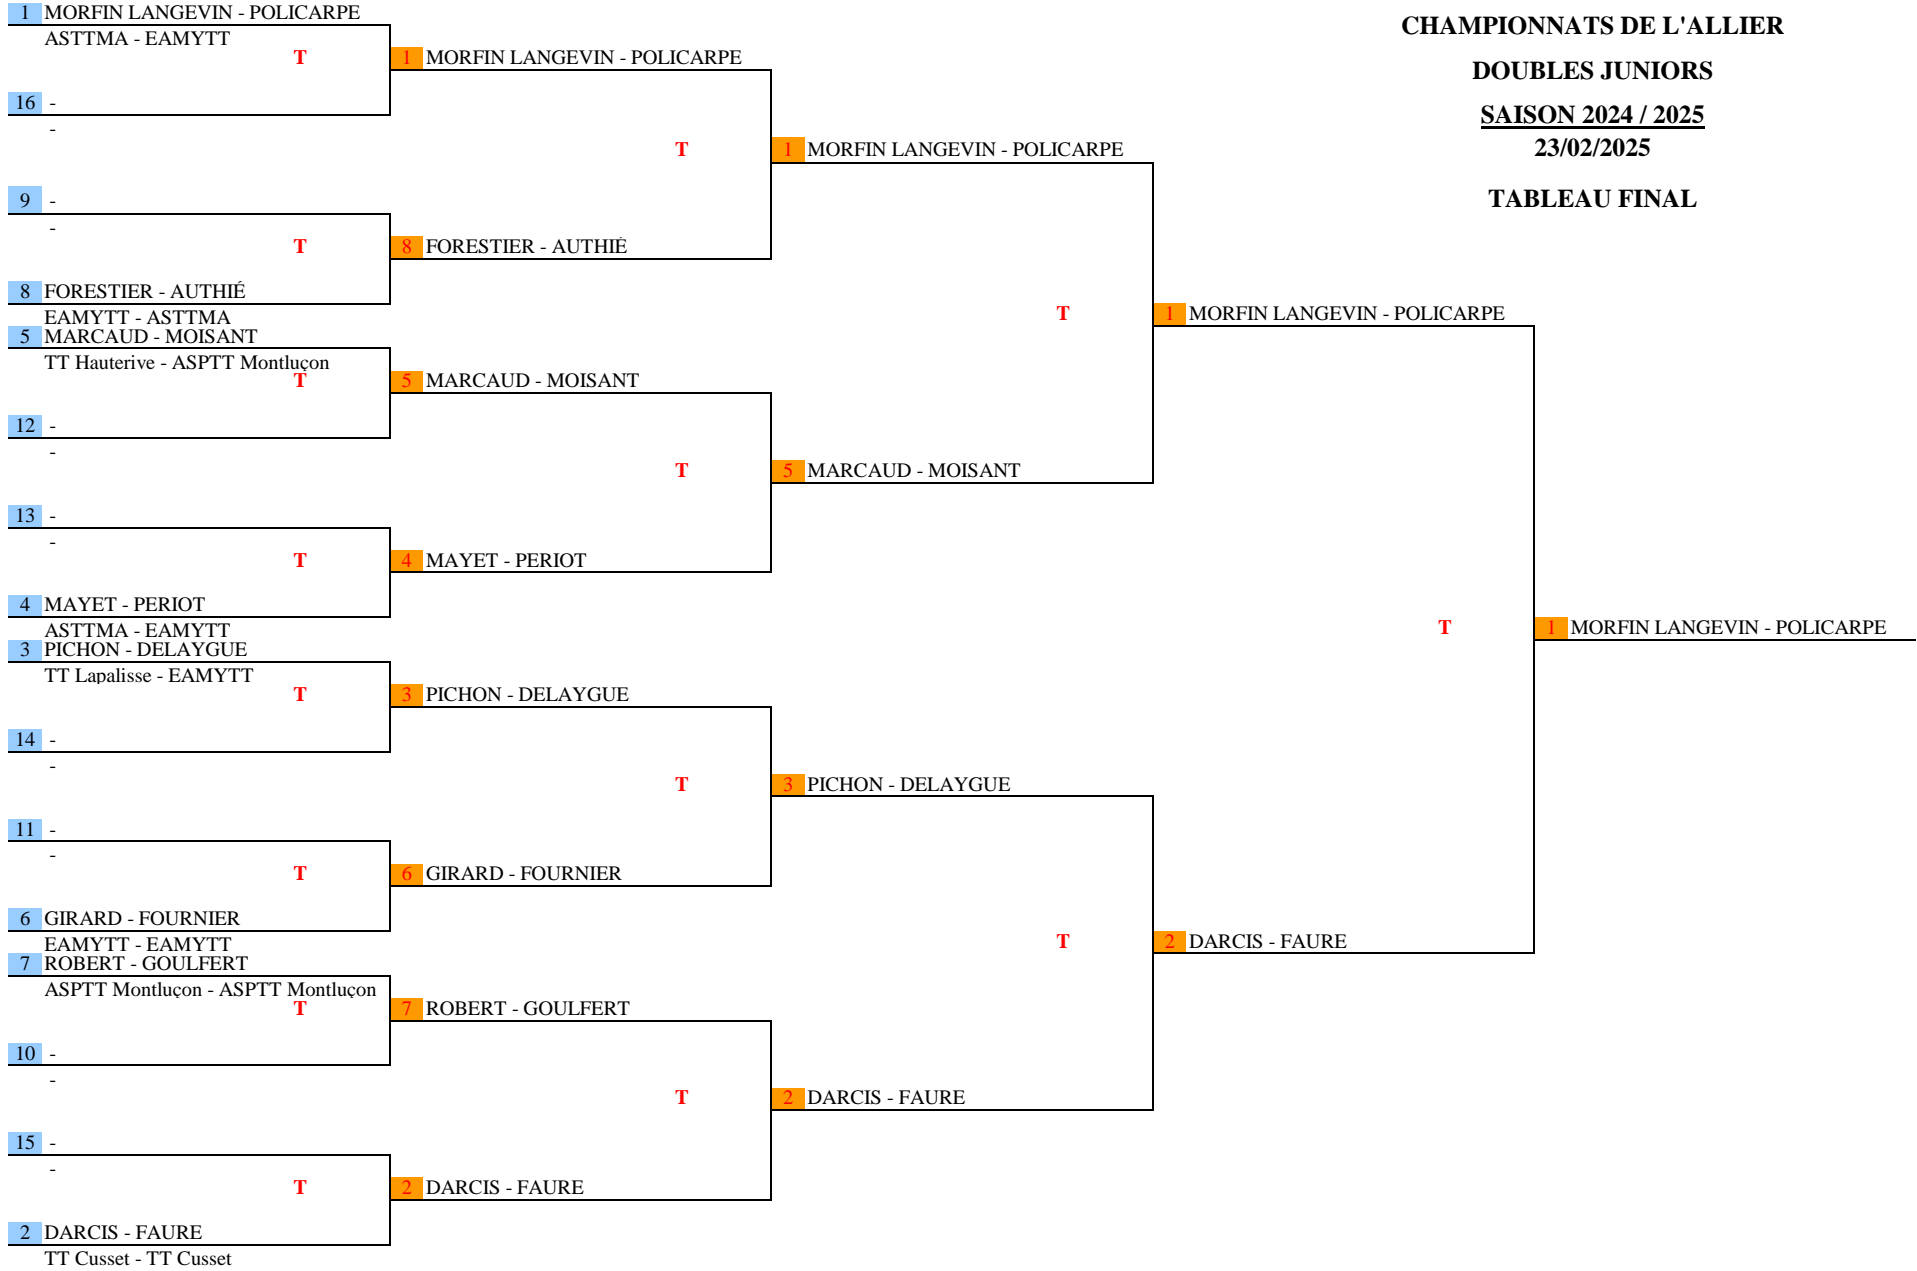 CHAMPIONNATS DE L'ALLIER
DOUBLES JUNIORS
SAISON 2024 / 2025
23/02/2025
TABLEAU FINAL
1 MORFIN LANGEVIN - POLICARPE
ASTTMA - EAMYTT
T
16 -
-
9 -
-
T
8 FORESTIER - AUTHIÉ
EAMYTT - ASTTMA
5 MARCAUD - MOISANT
TT Hauterive - ASPTT Montluçon
T
12 -
-
13 -
-
T
4 MAYET - PERIOT
ASTTMA - EAMYTT
3 PICHON - DELAYGUE
TT Lapalisse - EAMYTT
T
14 -
-
11 -
-
T
6 GIRARD - FOURNIER
EAMYTT - EAMYTT
7 ROBERT - GOULFERT
ASPTT Montluçon - ASPTT Montluçon
T
10 -
-
15 -
-
T
2 DARCIS - FAURE
TT Cusset - TT Cusset
1 MORFIN LANGEVIN - POLICARPE
T
8 FORESTIER - AUTHIÉ
5 MARCAUD - MOISANT
T
4 MAYET - PERIOT
3 PICHON - DELAYGUE
T
6 GIRARD - FOURNIER
7 ROBERT - GOULFERT
T
2 DARCIS - FAURE
1 MORFIN LANGEVIN - POLICARPE
T
5 MARCAUD - MOISANT
3 PICHON - DELAYGUE
T
2 DARCIS - FAURE
1 MORFIN LANGEVIN - POLICARPE
T
2 DARCIS - FAURE
1 MORFIN LANGEVIN - POLICARPE